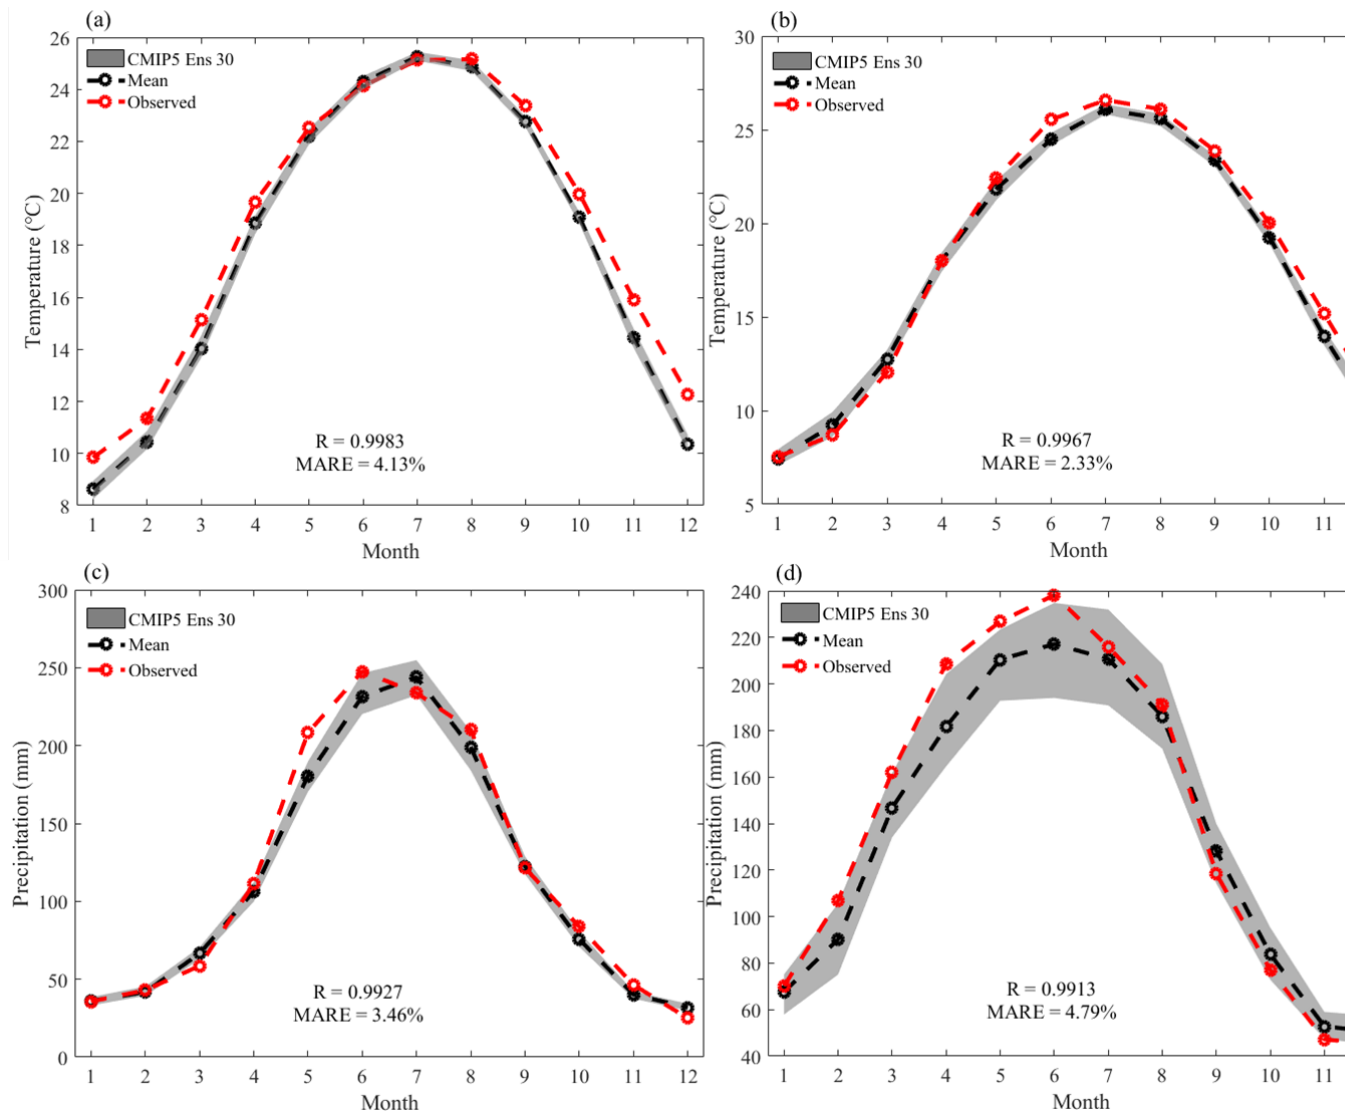 (a)
26
24
22
20
18
16
14
12
10
8
Temperature (°C)
CMIP5 Ens 30
Mean
Observed
R = 0.9983
MARE = 4.13%
1 2 3 4 5 6 7 8 9 10 11 12
Month
(b)
30
25
20
15
10
5
Temperature (°C)
CMIP5 Ens 30
Mean
Observed
R = 0.9967
MARE = 2.33%
1 2 3 4 5 6 7 8 9 10 11
Month
(c)
300
250
200
150
100
50
0
Precipitation (mm)
CMIP5 Ens 30
Mean
Observed
R = 0.9927
MARE = 3.46%
1 2 3 4 5 6 7 8 9 10 11 12
Month
(d)
240
220
200
180
160
140
120
100
80
60
40
Precipitation (mm)
CMIP5 Ens 30
Mean
Observed
R = 0.9913
MARE = 4.79%
1 2 3 4 5 6 7 8 9 10 11
Month